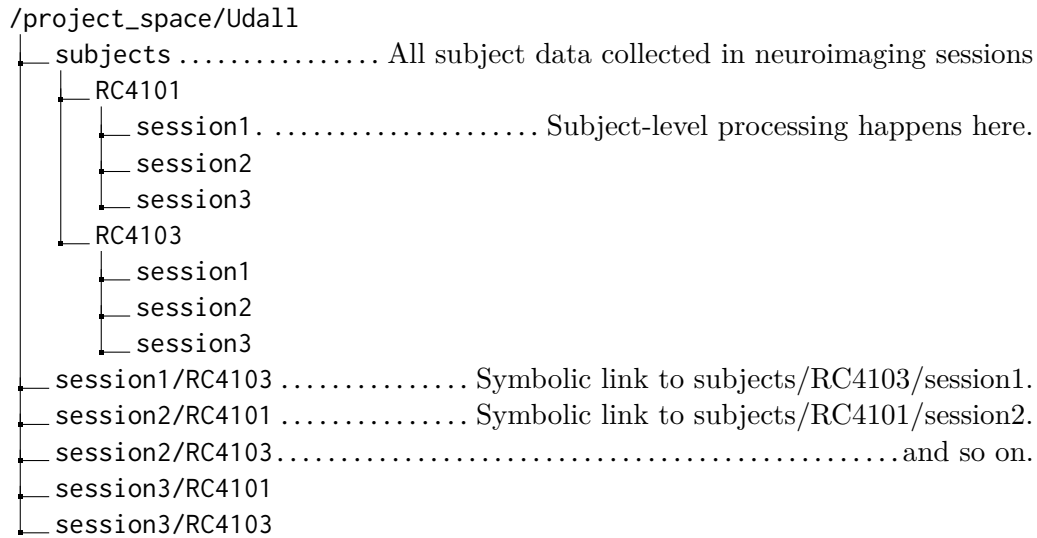 /project_space/Udall
subjects ................ All subject data collected in neuroimaging sessions
RC4101
session1. ...................... Subject-level processing happens here.
session2
session3
RC4103
session1
session2
session3
session1/RC4103 ............... Symbolic link to subjects/RC4103/session1.
session2/RC4101 ............... Symbolic link to subjects/RC4101/session2.
session2/RC4103..................................................and so on.
session3/RC4101
session3/RC4103